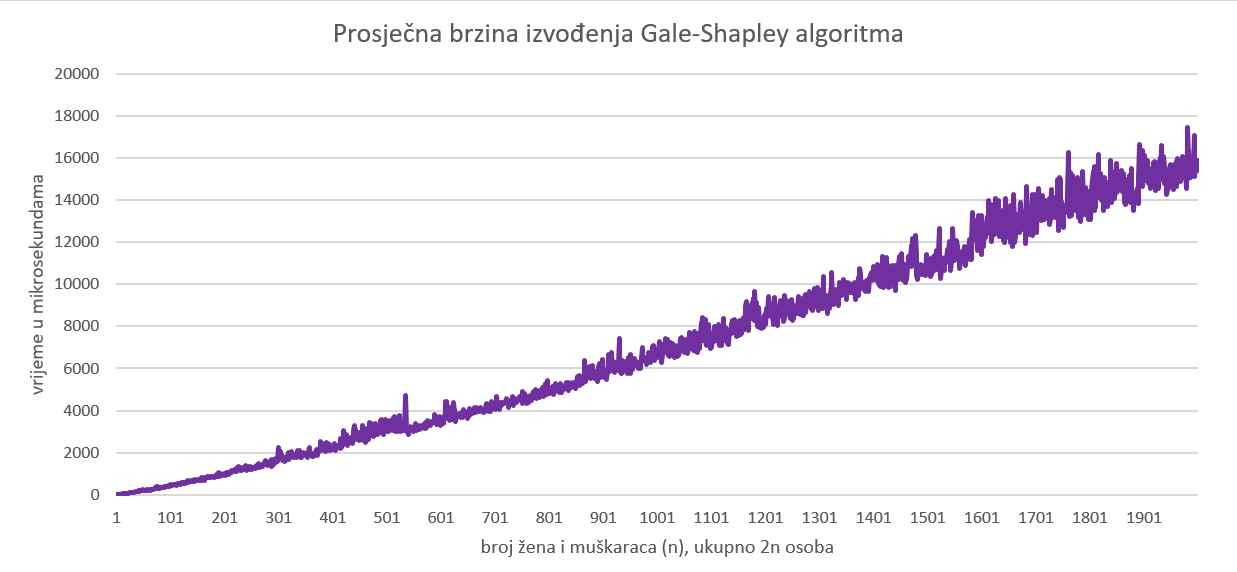 Prosječna brzina izvođenja Gale-Shapley algoritma
20000
18000
16000
14000
12000
10000
8000
6000
4000
2000
0
vrijeme u mikrosekundama
1 101 201 301 401 501 601 701 801 901 1001 1101 1201 1301 1401 1501 1601 1701 1801 1901
broj žena i muškaraca (n), ukupno 2n osoba